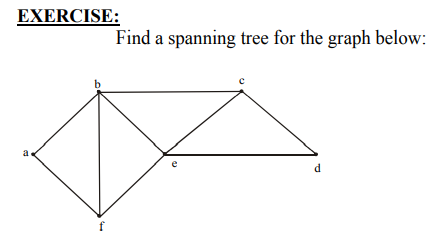 EXERCISE:
Find a spanning tree for the graph below:
b
c
a
e
d
f